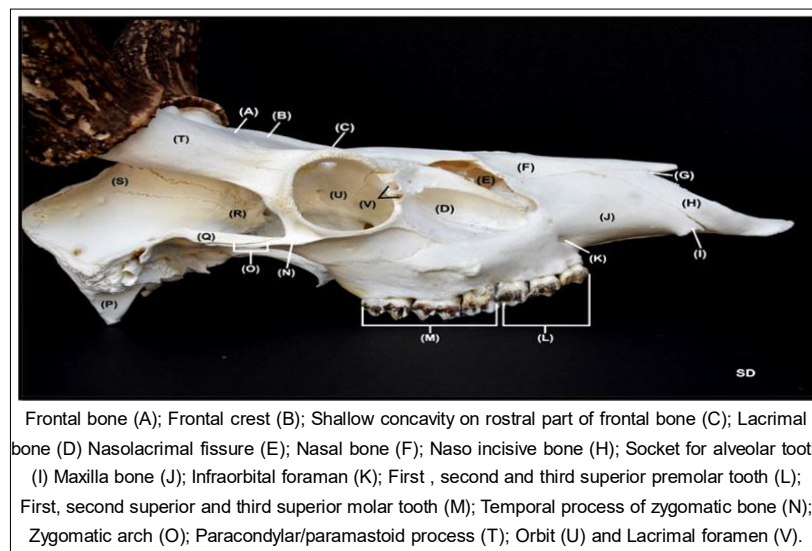 (A)
(B)
(C)
(T)
(F)
(G)
(E)
(S)
(U)
(V)
(D)
(H)
(R)
(J)
(Q)
(K)
(I)
(O)
(N)
(P)
(M)
(L)
SD
Frontal bone (A); Frontal crest (B); Shallow concavity on rostral part of frontal bone (C); Lacrimal
bone (D) Nasolacrimal fissure (E); Nasal bone (F); Naso incisive bone (H); Socket for alveolar toot
(I) Maxilla bone (J); Infraorbital foraman (K); First , second and third superior premolar tooth (L);
First, second superior and third superior molar tooth (M); Temporal process of zygomatic bone (N);
Zygomatic arch (O); Paracondylar/paramastoid process (T); Orbit (U) and Lacrimal foramen (V).